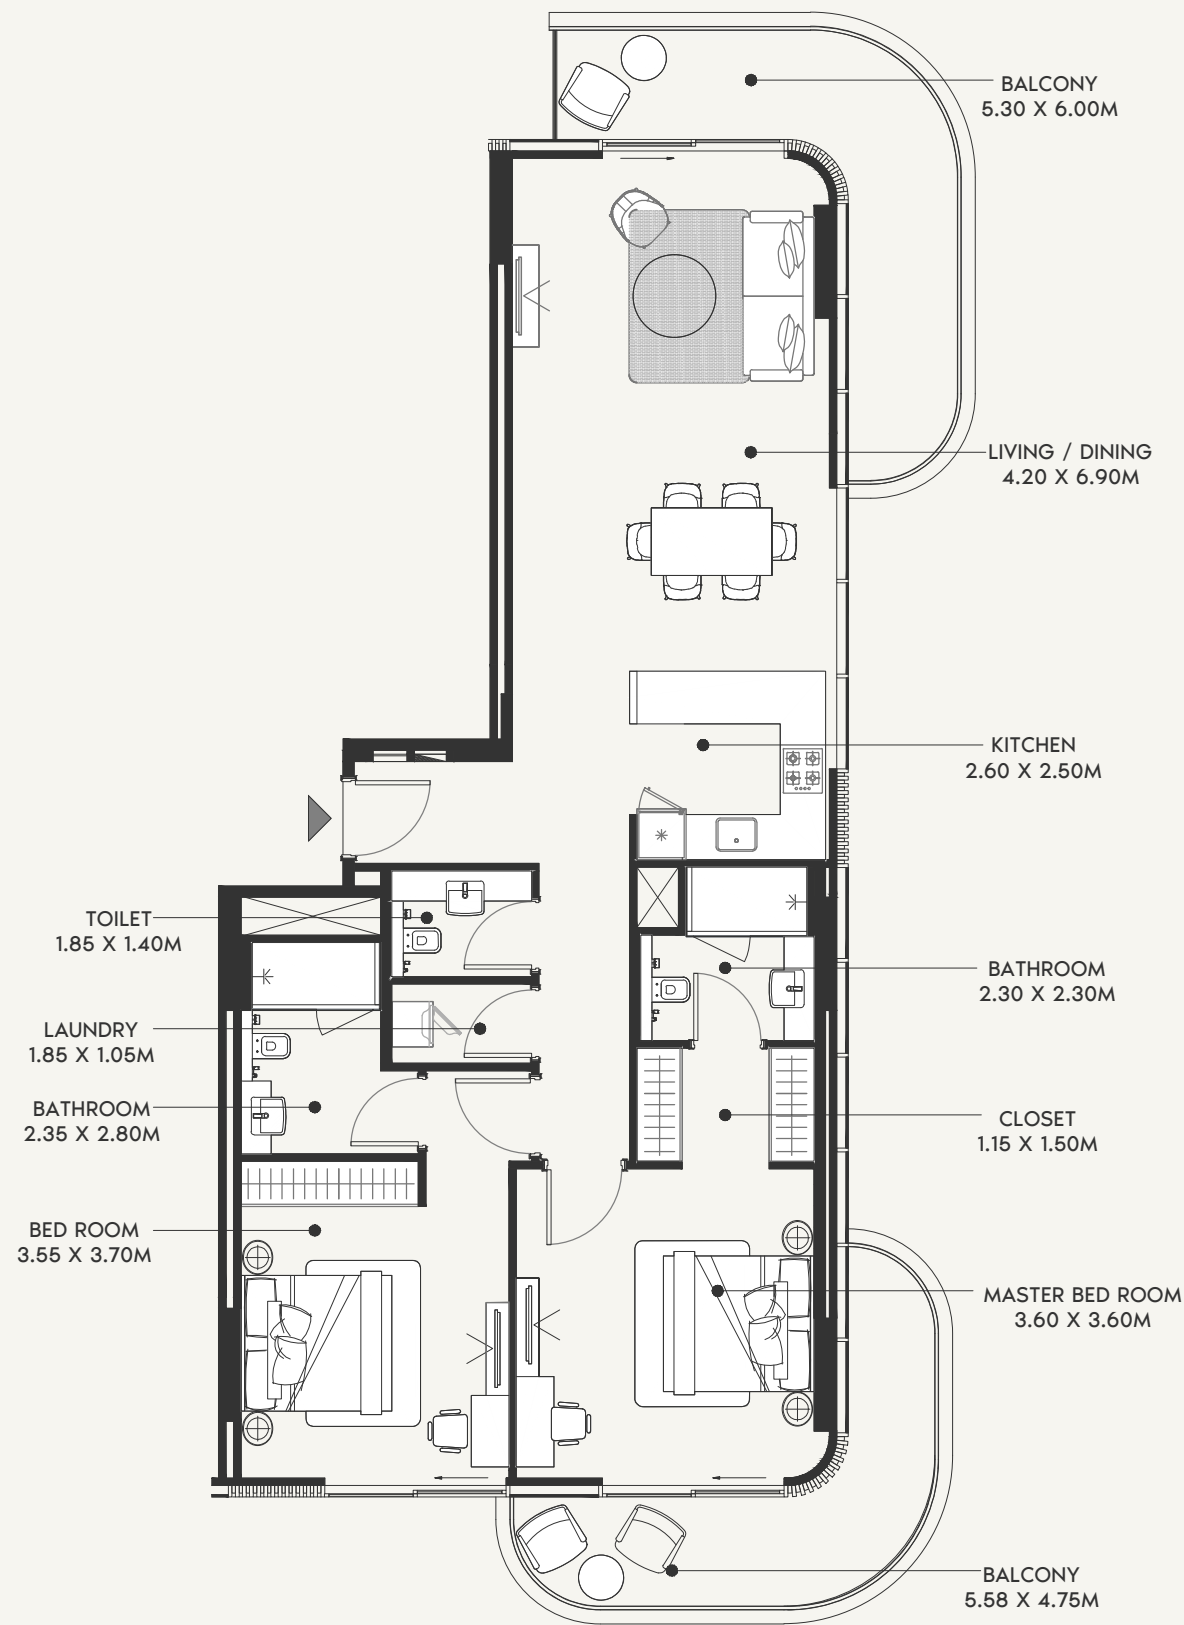 BALCONY
5.30 X 6.00M
LIVING / DINING
4.20 X 6.90M
KITCHEN
2.60 X 2.50M
TOILET
1.85 X 1.40M
BATHROOM
2.30 X 2.30M
LAUNDRY
1.85 X 1.05M
BATHROOM
2.35 X 2.80M
CLOSET
1.15 X 1.50M
BED ROOM
3.55 X 3.70M
MASTER BED ROOM
3.60 X 3.60M
BALCONY
5.58 X 4.75M